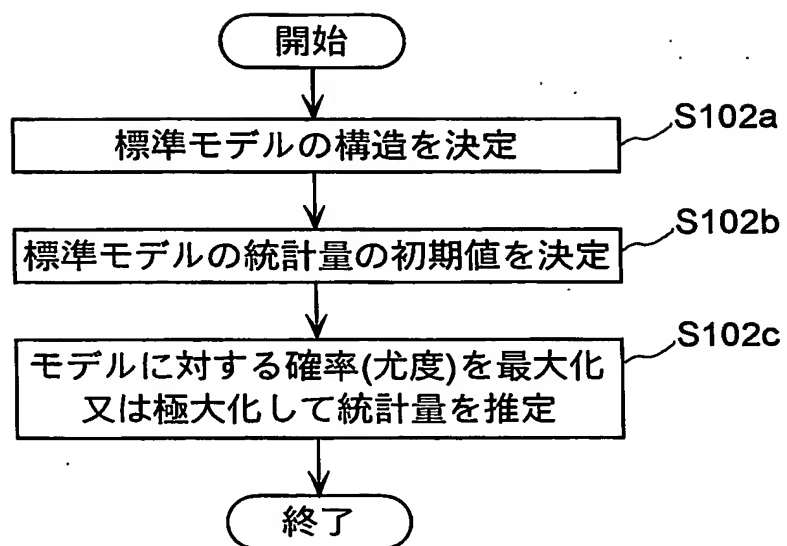 開始
標準モデルの構造を決定
S102a
標準モデルの統計量の初期値を決定
S102b
モデルに対する確率(尤度)を最大化
又は極大化して統計量を推定
S102c
終了